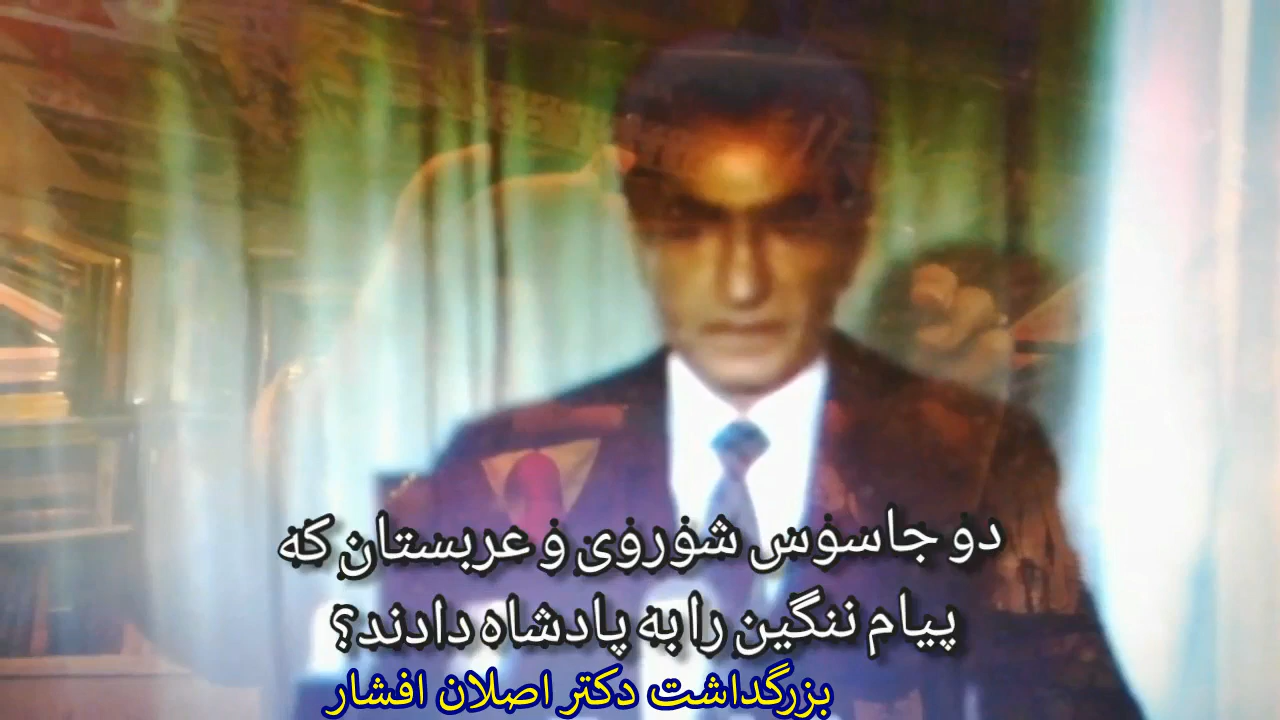 دو جاسوس شوروی و عربستان که
پیام ننگین را به پادشاه دادند؟
بزرگداشت دکتر اصلان افشار